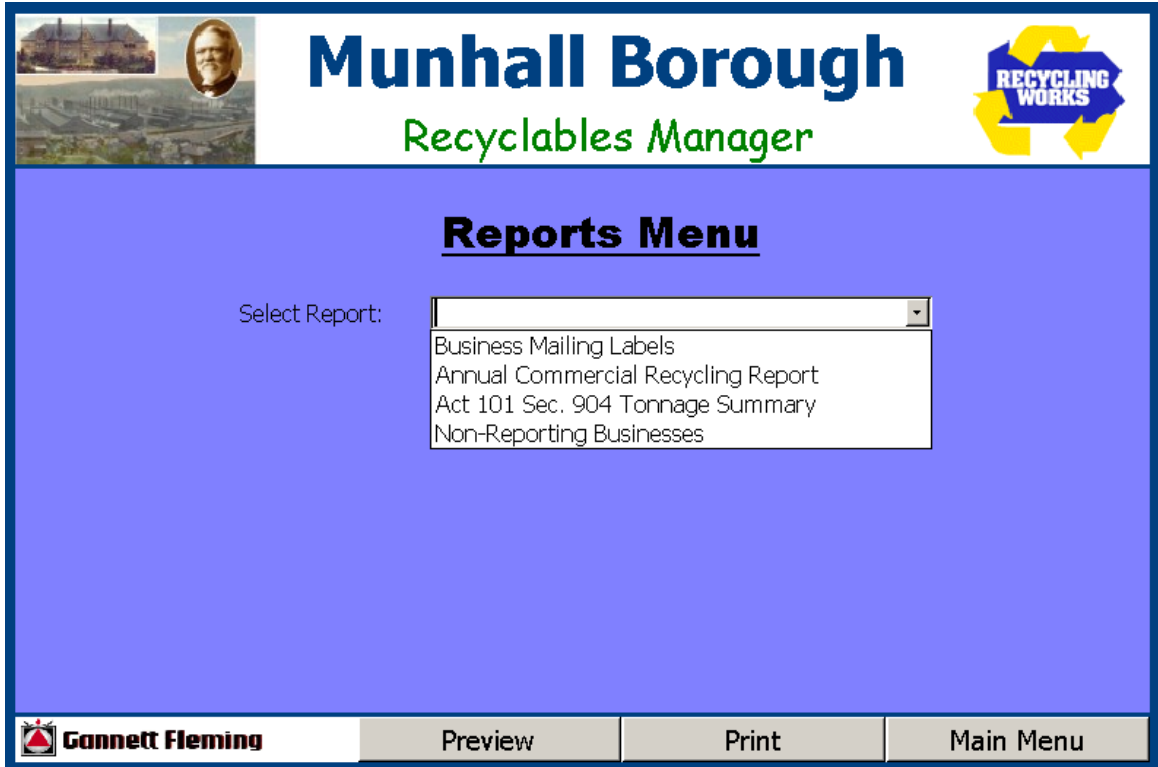 Munhall Borough
Recyclables Manager
RECYCLING
WORKS
Reports Menu
Select Report:
Business Mailing Labels
Annual Commercial Recycling Report
Act 101 Sec. 904 Tonnage Summary
Non-Reporting Businesses
Gannett Fleming
Preview
Print
Main Menu